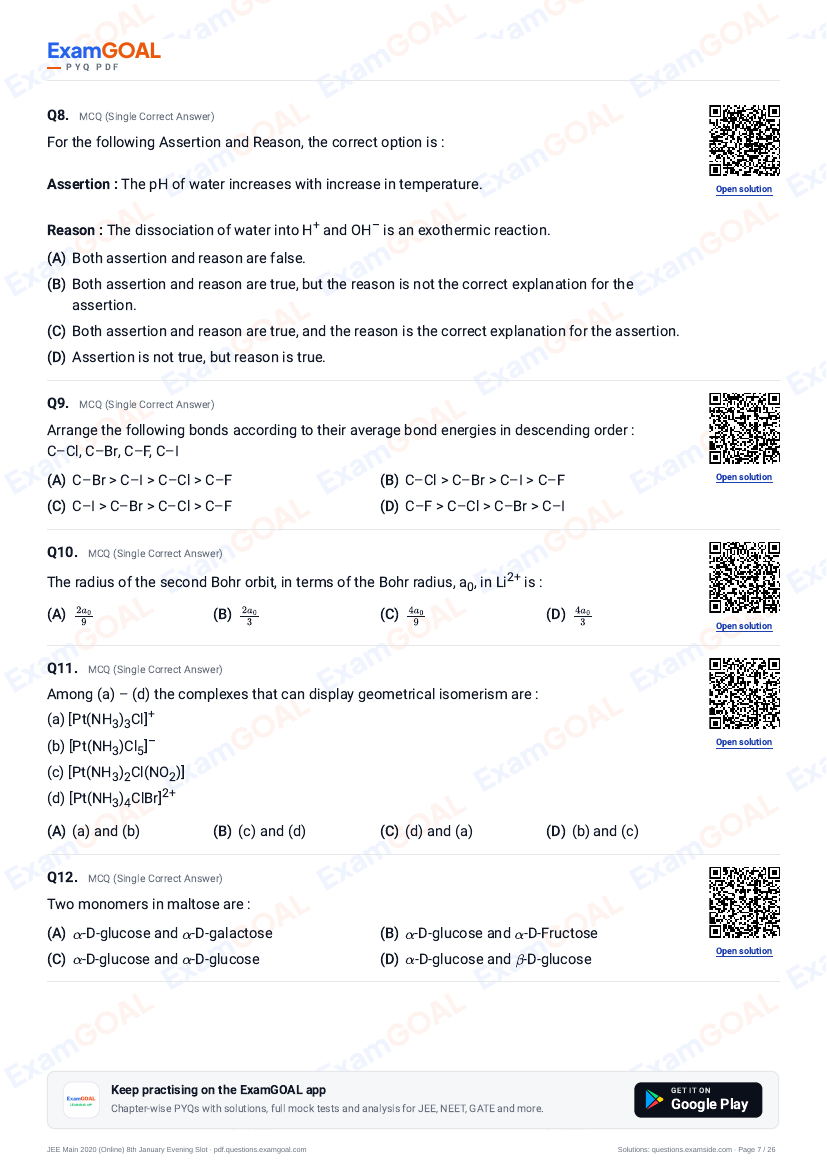 ExamGOAL
PYQ PDF
Q8. MCQ (Single Correct Answer)
For the following Assertion and Reason, the correct option is :
Open solution
Assertion : The pH of water increases with increase in temperature.
Reason : The dissociation of water into H⁺ and OH⁻ is an exothermic reaction.
(A) Both assertion and reason are false.
(B) Both assertion and reason are true, but the reason is not the correct explanation for the
assertion.
(C) Both assertion and reason are true, and the reason is the correct explanation for the assertion.
(D) Assertion is not true, but reason is true.
Q9. MCQ (Single Correct Answer)
Arrange the following bonds according to their average bond energies in descending order :
C–Cl, C–Br, C–F, C–I
Open solution
(A) C–Br > C–I > C–Cl > C–F (B) C–Cl > C–Br > C–I > C–F
(C) C–I > C–Br > C–Cl > C–F (D) C–F > C–Cl > C–Br > C–I
Q10. MCQ (Single Correct Answer)
The radius of the second Bohr orbit, in terms of the Bohr radius, a₀, in Li²⁺ is :
(A) 2a₀/9 (B) 2a₀/3 (C) 4a₀/9 (D) 4a₀/3
Open solution
Q11. MCQ (Single Correct Answer)
Among (a) – (d) the complexes that can display geometrical isomerism are :
(a) [Pt(NH₃)₃Cl]⁺
(b) [Pt(NH₃)Cl₅]⁻
Open solution
(c) [Pt(NH₃)₂Cl(NO₂)]
(d) [Pt(NH₃)₄ClBr]²⁺
(A) (a) and (b) (B) (c) and (d) (C) (d) and (a) (D) (b) and (c)
Q12. MCQ (Single Correct Answer)
Two monomers in maltose are :
(A) α-D-glucose and α-D-galactose (B) α-D-glucose and α-D-Fructose
Open solution
(C) α-D-glucose and α-D-glucose (D) α-D-glucose and β-D-glucose
Keep practising on the ExamGOAL app
Chapter-wise PYQs with solutions, full mock tests and analysis for JEE, NEET, GATE and more.
GET IT ON
Google Play
JEE Main 2020 (Online) 8th January Evening Slot · pdf.questions.examgoal.com
Solutions: questions.examside.com · Page 7 / 26